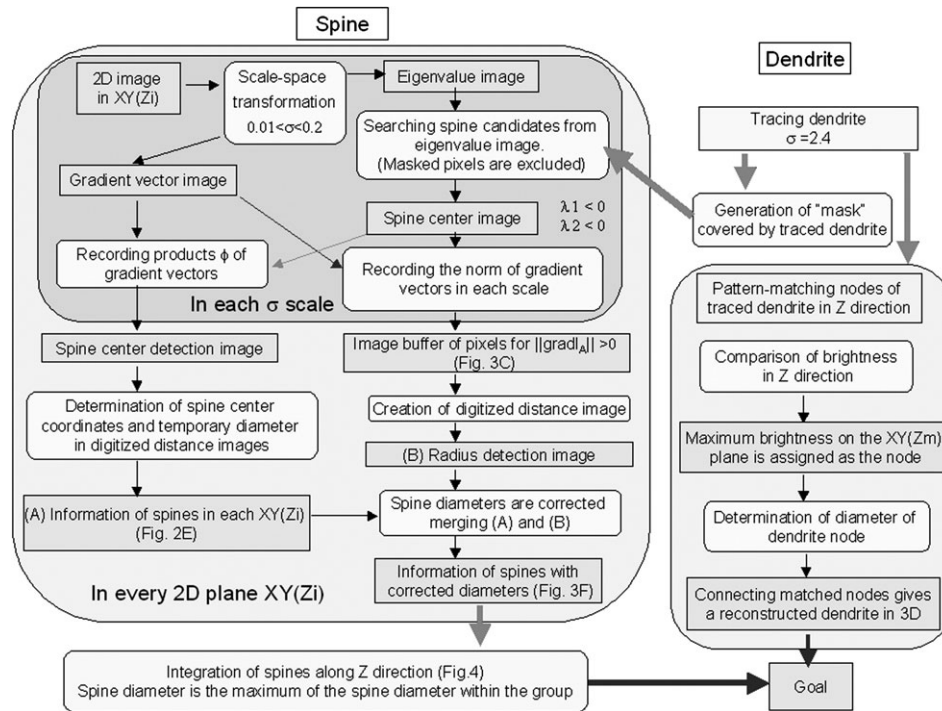 Spine
Dendrite
2D image
in XY(Zi)
Scale-space
transformation
0.01<σ<0.2
Eigenvalue image
Searching spine candidates from
eigenvalue image.
(Masked pixels are excluded)
Gradient vector image
Spine center image
λ1 < 0
λ2 < 0
Recording products ϕ of
gradient vectors
Recording the norm of gradient
vectors in each scale
In each σ scale
Spine center detection image
Image buffer of pixels for ||grad|A|| >0
(Fig. 3C)
Determination of spine center
coordinates and temporary diameter
in digitized distance images
Creation of digitized distance image
(B) Radius detection image
(A) Information of spines in each XY(Zi)
(Fig. 2E)
Spine diameters are corrected
merging (A) and (B)
In every 2D plane XY(Zi)
Information of spines with
corrected diameters (Fig. 3F)
Integration of spines along Z direction (Fig.4)
Spine diameter is the maximum of the spine diameter within the group
Tracing dendrite
σ =2.4
Generation of "mask"
covered by traced dendrite
Pattern-matching nodes of
traced dendrite in Z direction
Comparison of brightness
in Z direction
Maximum brightness on the XY(Zm)
plane is assigned as the node
Determination of diameter of
dendrite node
Connecting matched nodes gives
a reconstructed dendrite in 3D
Goal